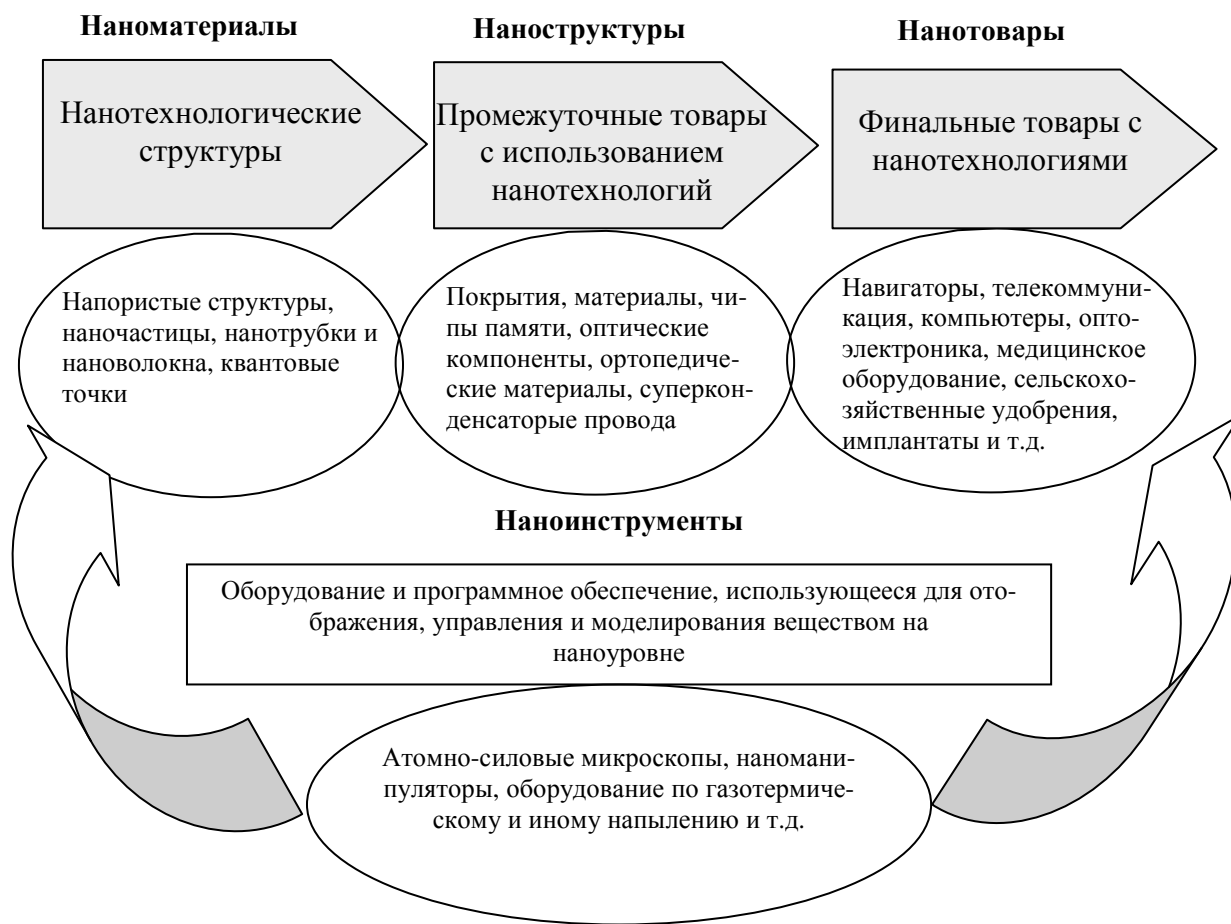 Наноматериалы
Наноструктуры
Нанотовары
Нанотехнологические
структуры
Промежуточные товары
с использованием
нанотехнологий
Финальные товары с
нанотехнологиями
Напористые структуры,
наночастицы, нанотрубки и
нановолокна, квантовые
точки
Покрытия, материалы, чи-
пы памяти, оптические
компоненты, ортопедиче-
ские материалы, суперкон-
денсаторые провода
Навигаторы, телекоммуни-
кация, компьютеры, опто-
электроника, медицинское
оборудование, сельскохо-
зяйственные удобрения,
имплантаты и т.д.
Наноинструменты
Оборудование и программное обеспечение, использующееся для ото-
бражения, управления и моделирования веществом на
наноуровне
Атомно-силовые микроскопы, наномани-
пуляторы, оборудование по газотермиче-
скому и иному напылению и т.д.